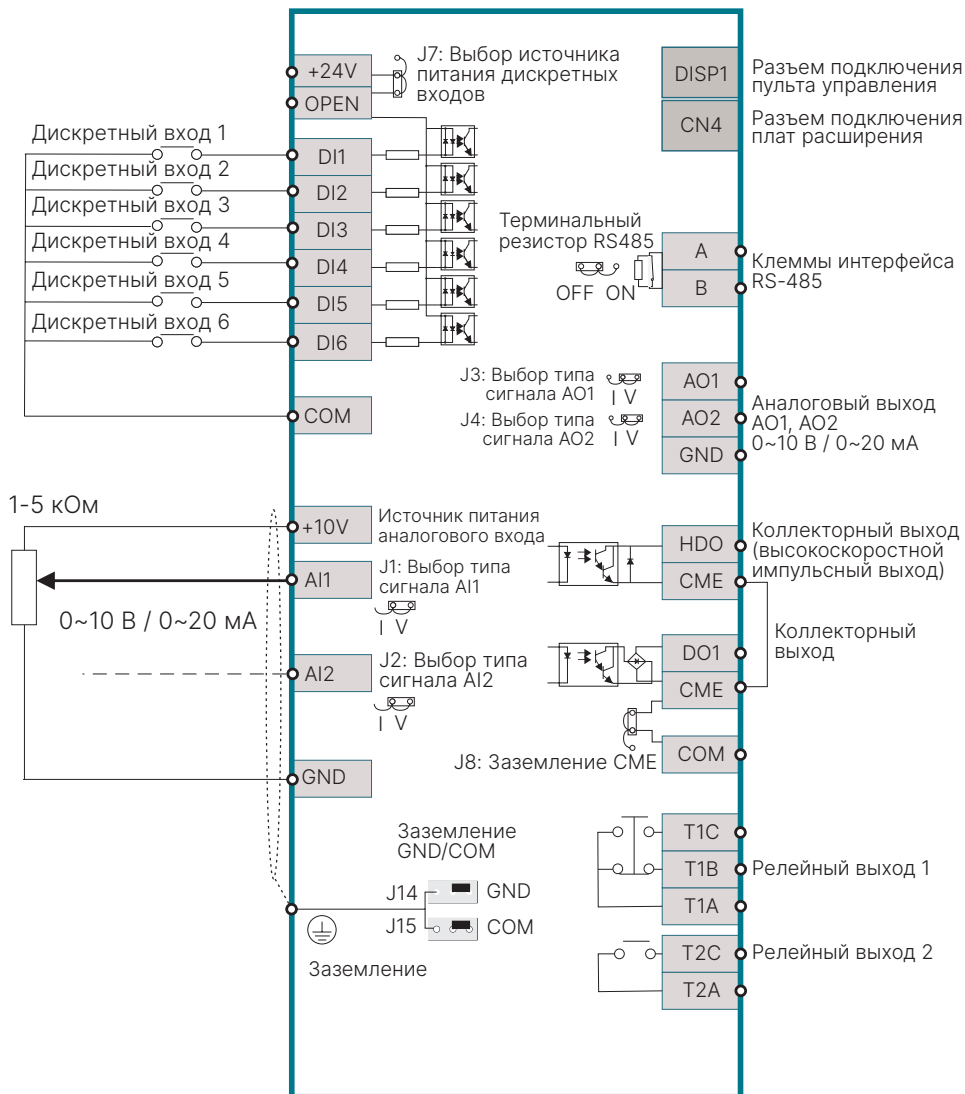 +24V
OPEN
J7: Выбор источника
питания дискретных
входов
Дискретный вход 1
DI1
Дискретный вход 2
DI2
Дискретный вход 3
DI3
Дискретный вход 4
DI4
Дискретный вход 5
DI5
Дискретный вход 6
DI6
COM
1-5 кОм
+10V
Источник питания
аналогового входа
AI1
J1: Выбор типа
сигнала AI1
I V
0~10 В / 0~20 мА
AI2
J2: Выбор типа
сигнала AI2
I V
GND
Заземление
GND/COM
J14
GND
J15
COM
Заземление
DISP1
Разъем подключения
пульта управления
CN4
Разъем подключения
плат расширения
Терминальный
резистор RS485
OFF ON
A
B
Клеммы интерфейса
RS-485
J3: Выбор типа
сигнала AO1
I V
J4: Выбор типа
сигнала AO2
I V
AO1
AO2
GND
Аналоговый выход
AO1, AO2
0~10 В / 0~20 мА
HDO
CME
Коллекторный выход
(высокоскоростной
импульсный выход)
DO1
CME
Коллекторный
выход
J8: Заземление CME
COM
T1C
T1B
Релейный выход 1
T1A
T2C
Релейный выход 2
T2A